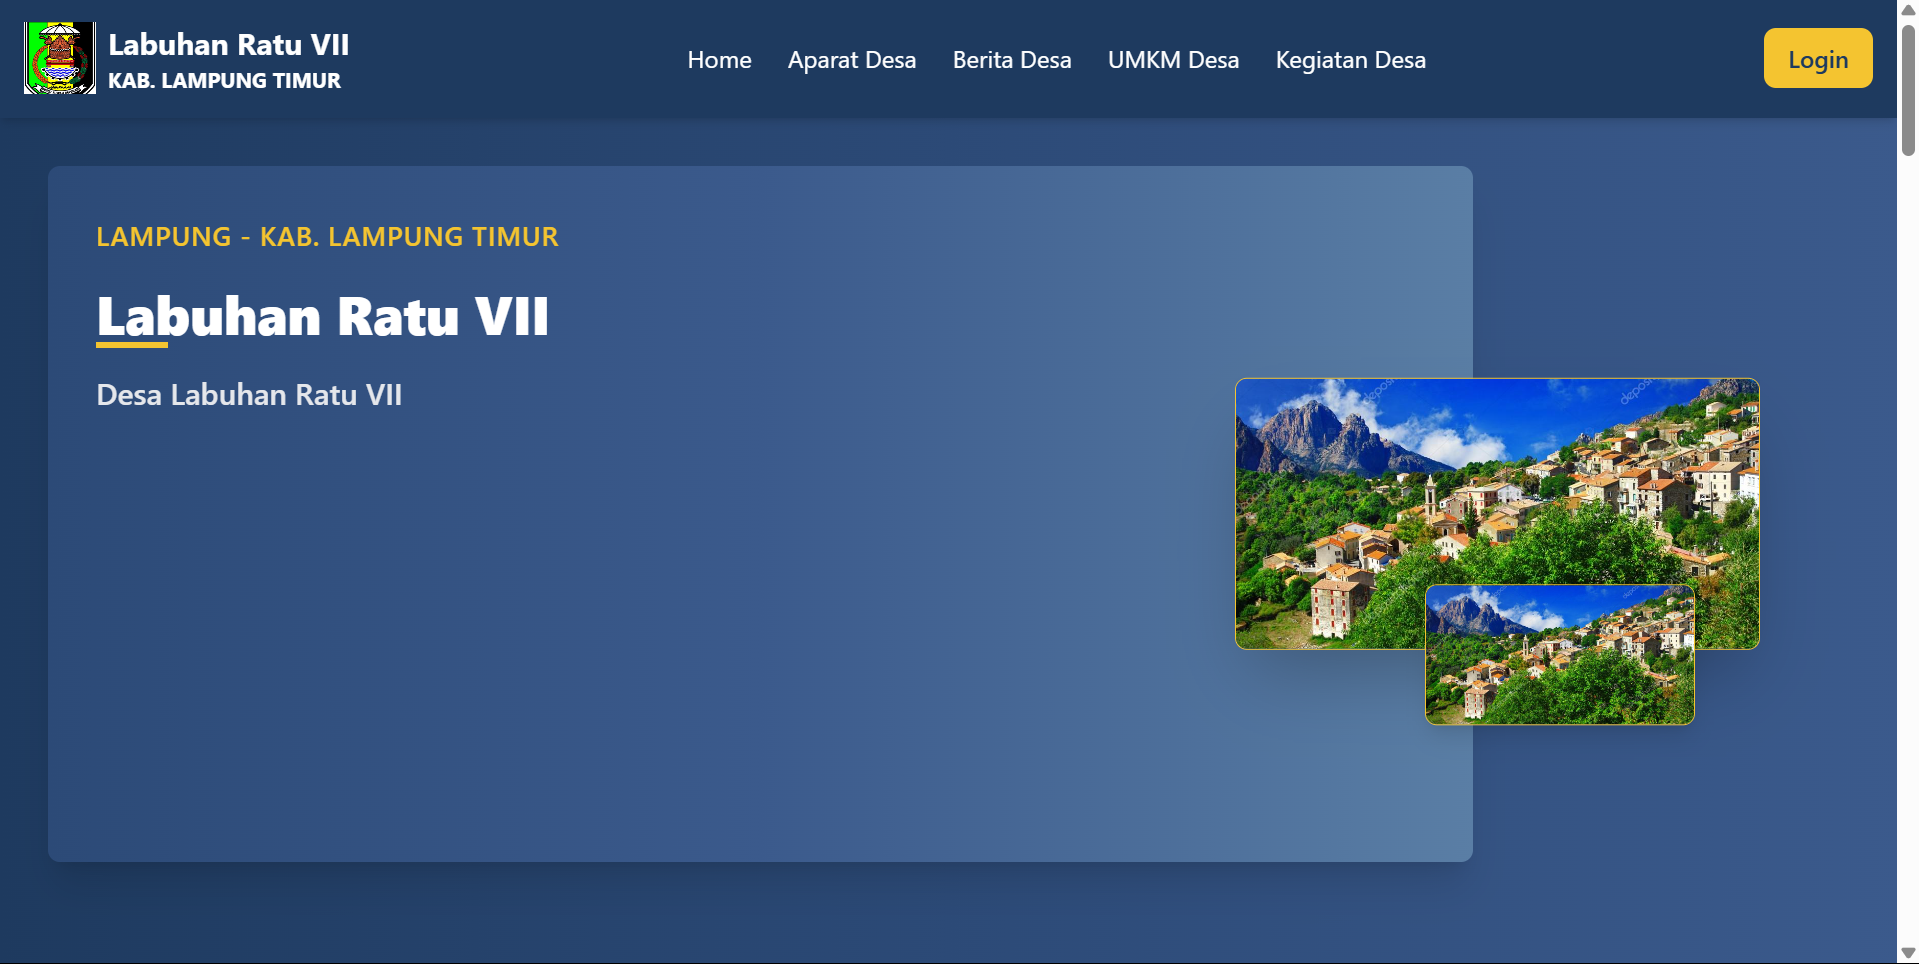 Labuhan Ratu VII
KAB. LAMPUNG TIMUR
Home
Aparat Desa
Berita Desa
UMKM Desa
Kegiatan Desa
Login
LAMPUNG - KAB. LAMPUNG TIMUR
Labuhan Ratu VII
Desa Labuhan Ratu VII